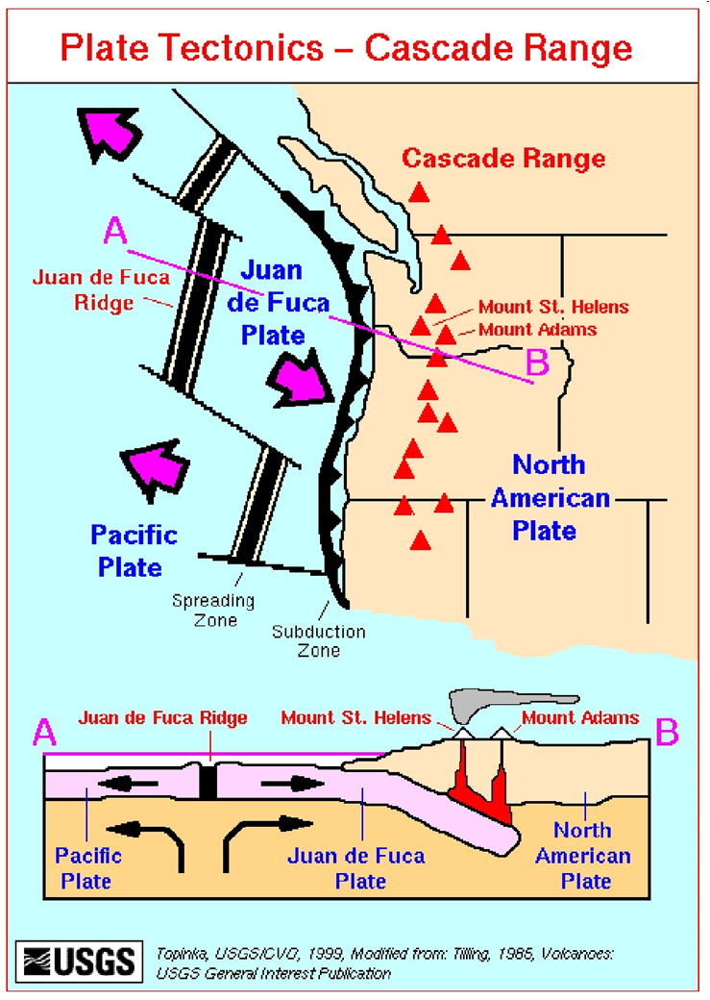 Plate Tectonics – Cascade Range
Cascade Range
A
Juan de Fuca
Ridge
Juan
de Fuca
Plate
Mount St. Helens
Mount Adams
B
North
American
Plate
Pacific
Plate
Spreading
Zone
Subduction
Zone
A
Juan de Fuca Ridge
Mount St. Helens
Mount Adams
B
Pacific
Plate
Juan de Fuca
Plate
North
American
Plate
USGS
Topinka, USGS/CVO, 1999, Modified from: Tilling, 1985, Volcanoes:
USGS General Interest Publication